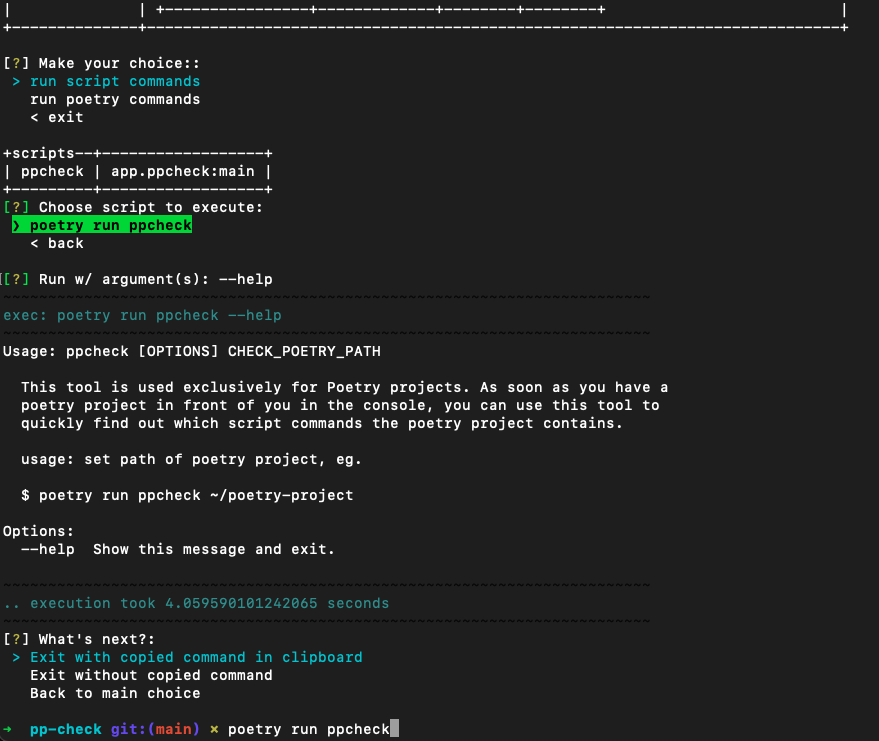 |              | +----------------+-------------+--------+--------+                          |
+--------------+-----------------------------------------------------------------------------+
[?] Make your choice::
 > run script commands
   run poetry commands
   < exit
+scripts--+------------------+
| ppcheck | app.ppcheck:main |
+---------+------------------+
[?] Choose script to execute:
 ❯ poetry run ppcheck
   < back
[?] Run w/ argument(s): --help
~~~~~~~~~~~~~~~~~~~~~~~~~~~~~~~~~~~~~~~~~~~~~~~~~~~~~~~~~~~~~~~~~~~~~~~~
exec: poetry run ppcheck --help
~~~~~~~~~~~~~~~~~~~~~~~~~~~~~~~~~~~~~~~~~~~~~~~~~~~~~~~~~~~~~~~~~~~~~~~~
Usage: ppcheck [OPTIONS] CHECK_POETRY_PATH
  This tool is used exclusively for Poetry projects. As soon as you have a
  poetry project in front of you in the console, you can use this tool to
  quickly find out which script commands the poetry project contains.
  usage: set path of poetry project, eg.
  $ poetry run ppcheck ~/poetry-project
Options:
  --help  Show this message and exit.
~~~~~~~~~~~~~~~~~~~~~~~~~~~~~~~~~~~~~~~~~~~~~~~~~~~~~~~~~~~~~~~~~~~~~~~~
.. execution took 4.059590101242065 seconds
~~~~~~~~~~~~~~~~~~~~~~~~~~~~~~~~~~~~~~~~~~~~~~~~~~~~~~~~~~~~~~~~~~~~~~~~
[?] What's next?:
 > Exit with copied command in clipboard
   Exit without copied command
   Back to main choice
➜  pp-check git:(main) ✗ poetry run ppcheck